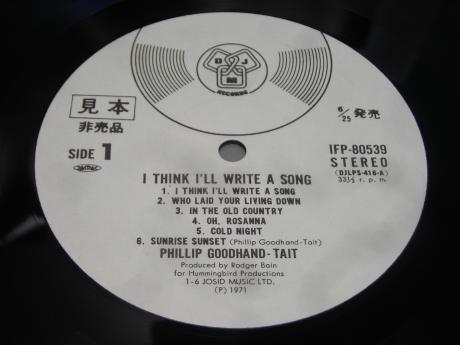 D J
M
RECORDS
見本
非売品
6/25 発売
SIDE 1
IFP-80539
STEREO
(DJLPS-416-A)
33⅓ r. p. m.
I THINK I'LL WRITE A SONG
1. I THINK I'LL WRITE A SONG
2. WHO LAID YOUR LIVING DOWN
3. IN THE OLD COUNTRY
4. OH, ROSANNA
5. COLD NIGHT
6. SUNRISE SUNSET (Phillip Goodhand-Tait)
PHILLIP GOODHAND-TAIT
Produced by Rodger Bain
for Hummingbird Productions
1-6 JOSID MUSIC LTD.
(P) 1971